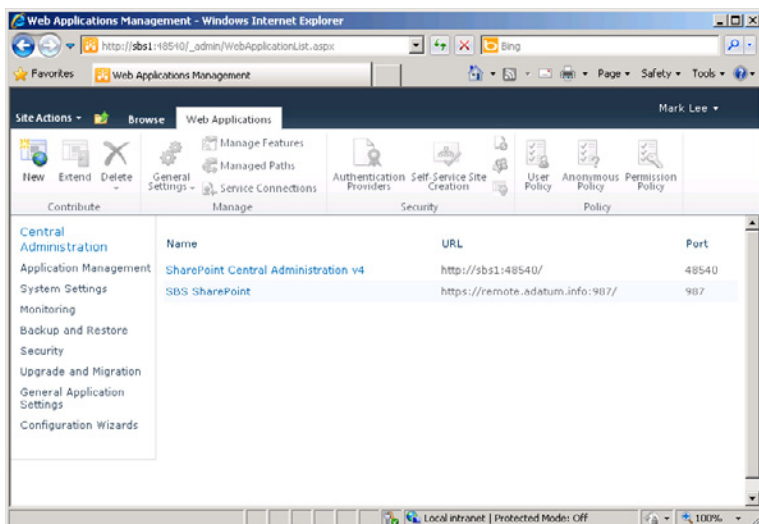 Web Applications Management - Windows Internet Explorer
http://sbs1:48540/_admin/WebApplicationList.aspx
Bing
Favorites Web Applications Management Page Safety Tools
Mark Lee
Site Actions Browse Web Applications
New Extend Delete
General Settings
Manage Features
Managed Paths
Service Connections
Authentication Providers
Self-Service Site Creation
User Policy
Anonymous Policy
Permission Policy
Contribute Manage Security Policy
Central
Administration
Application Management
System Settings
Monitoring
Backup and Restore
Security
Upgrade and Migration
General Application
Settings
Configuration Wizards
Name URL Port
SharePoint Central Administration v4 http://sbs1:48540/ 48540
SBS SharePoint https://remote.adatum.info:987/ 987
Local intranet | Protected Mode: Off 100%